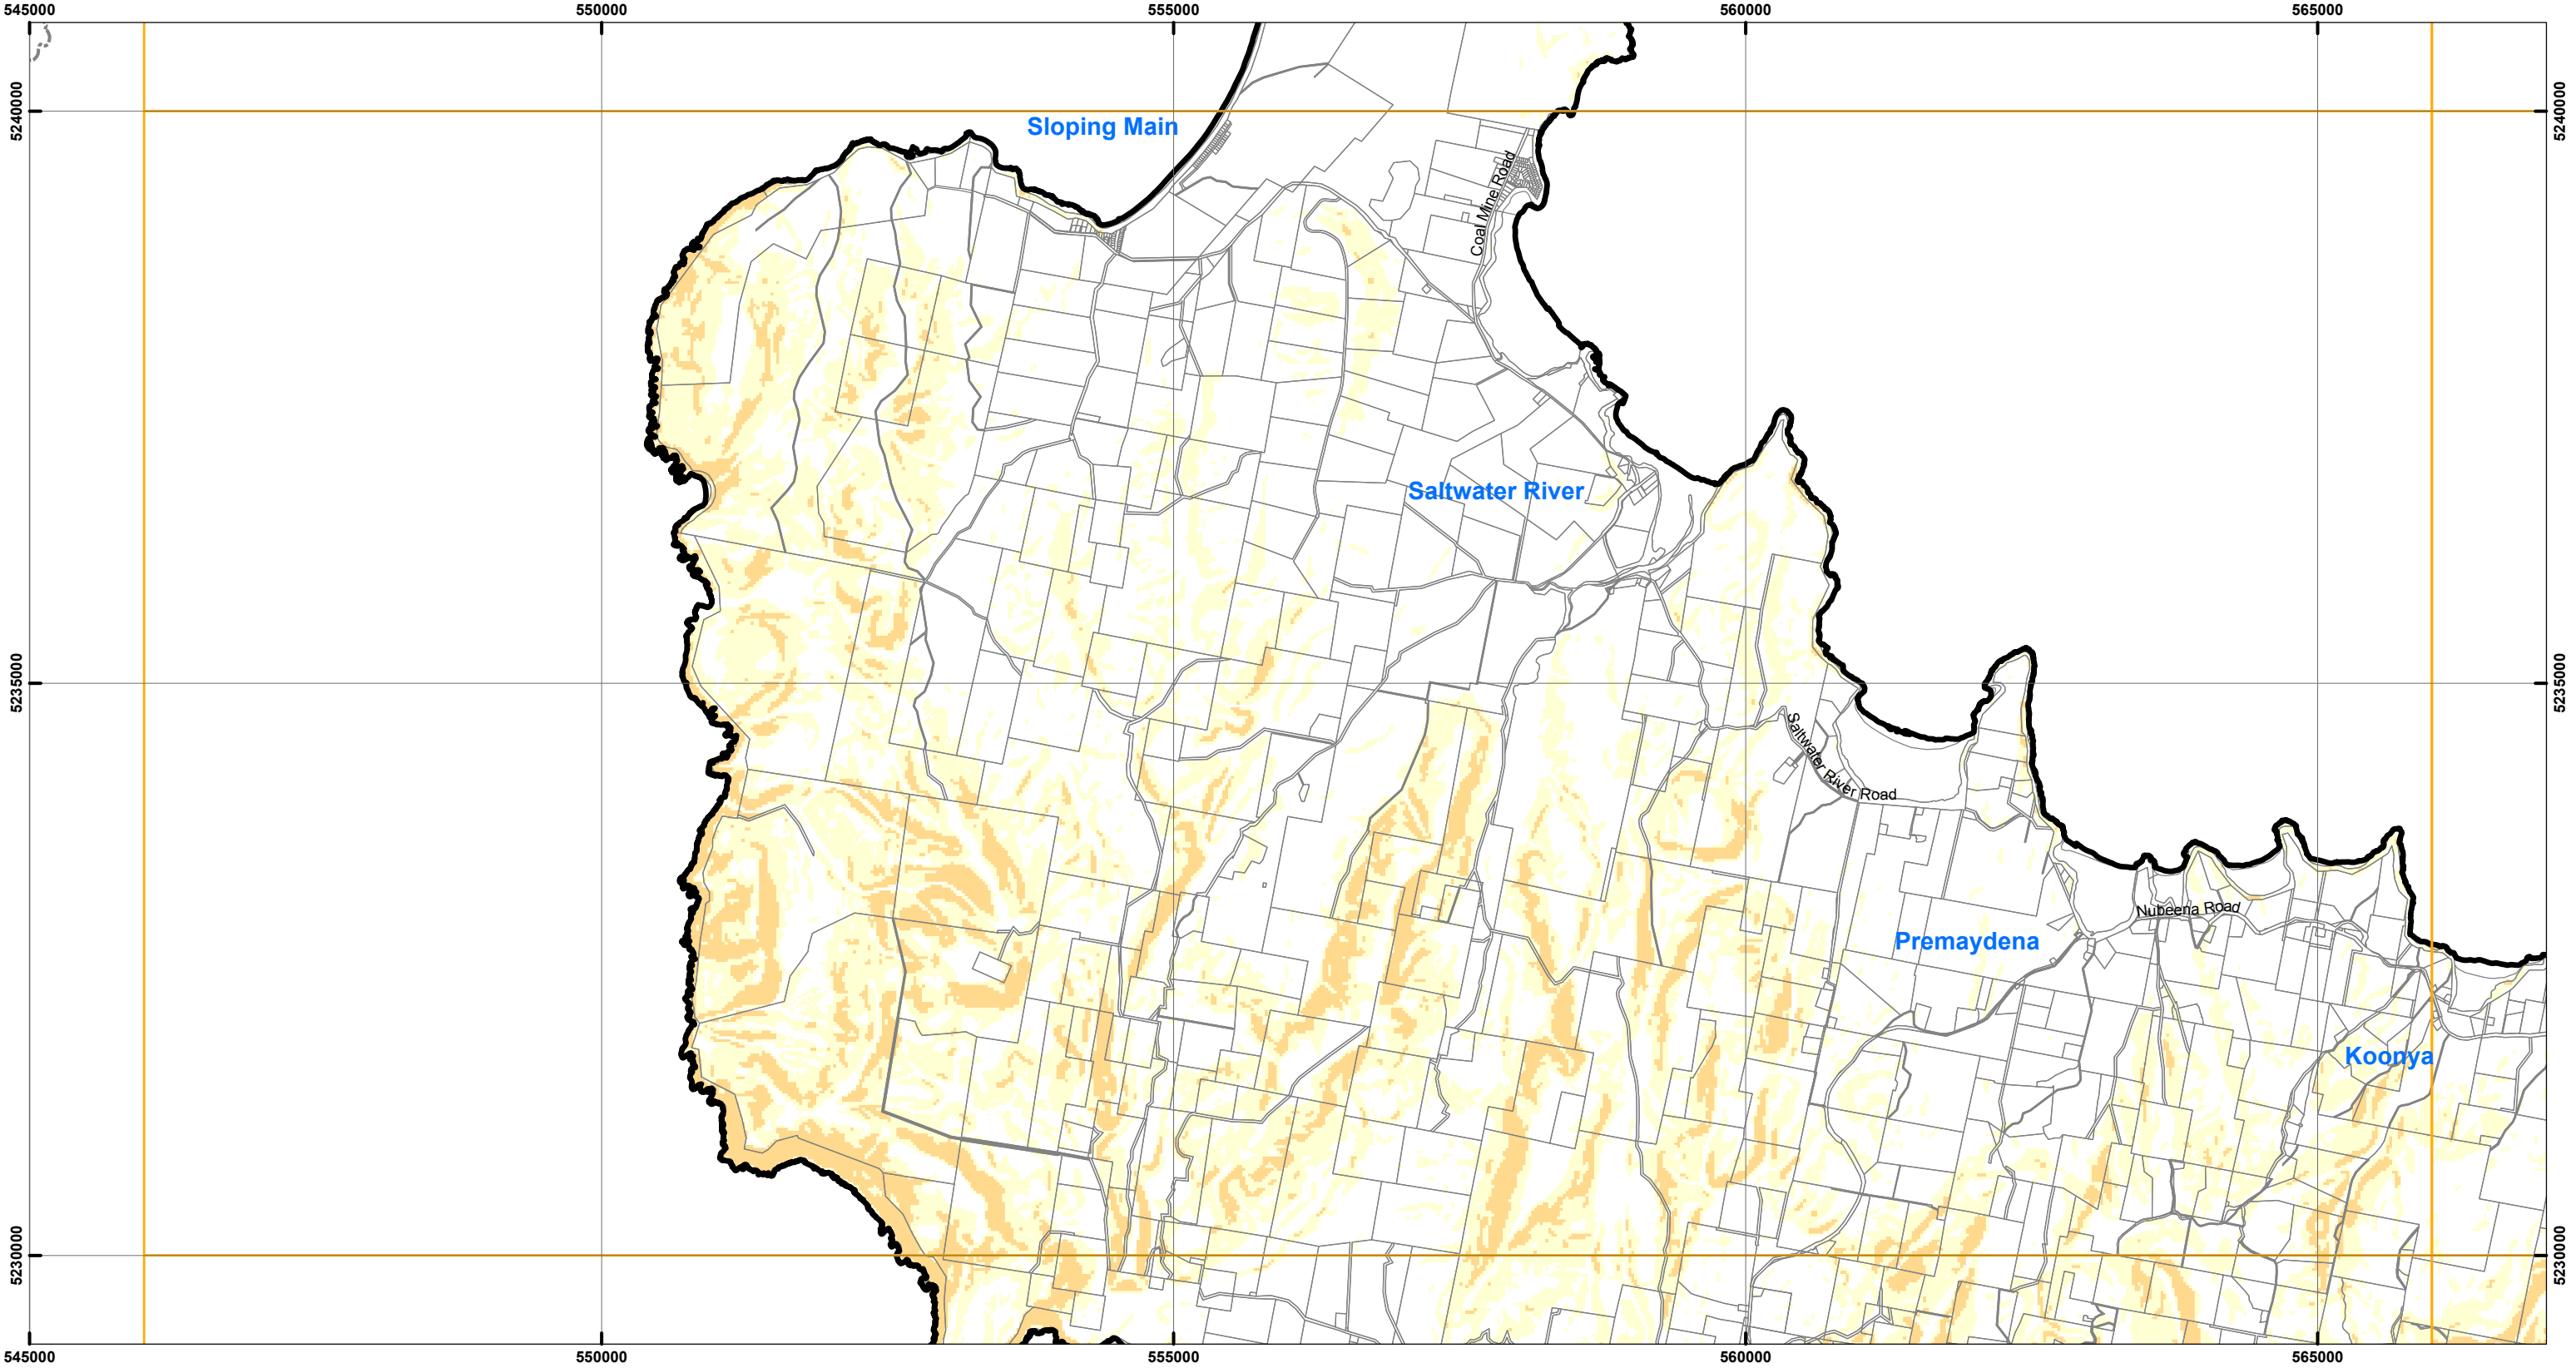 545000 550000 555000 560000 565000
5240000 5240000
Sloping Main
Coal Mine Road
Saltwater River
5235000 5235000
Saltwater River Road
Nubeena Road
Premaydena
Koonya
5230000 5230000
545000 550000 555000 560000 565000